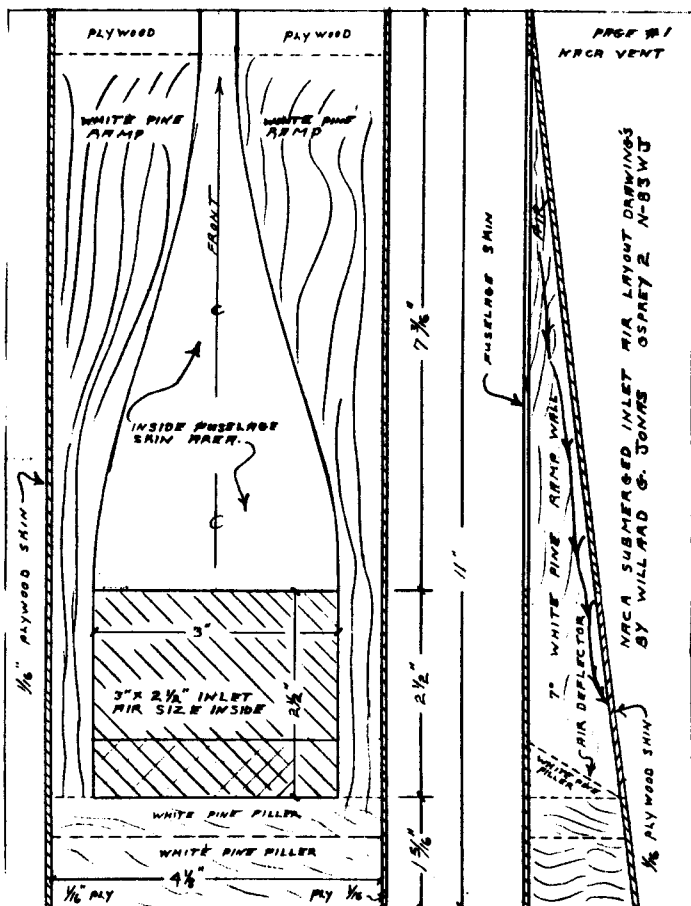 PLYWOOD
PLYWOOD
PAGE #1
NACA VENT
WHITE PINE
RAMP
WHITE PINE
RAMP
FRONT
C
C
INSIDE FUSELAGE
SKIN AREA.
1/16" PLYWOOD SKIN
3"
3" X 2 1/2" INLET
AIR SIZE INSIDE
2 1/2"
WHITE PINE FILLER
WHITE PINE FILLER
1/16" PLY
4 1/8"
PLY 1/16"
7 3/16"
2 1/2"
1 5/16"
11"
FUSELAGE SKIN
AIR
7° WHITE PINE RAMP WALL
AIR DEFLECTOR
WHITE PINE
FILLER
1/16 PLYWOOD SKIN
NACA SUBMERGED INLET AIR LAYOUT DRAWINGS
BY WILLARD G. JONAS OSPREY 2 N-83WJ